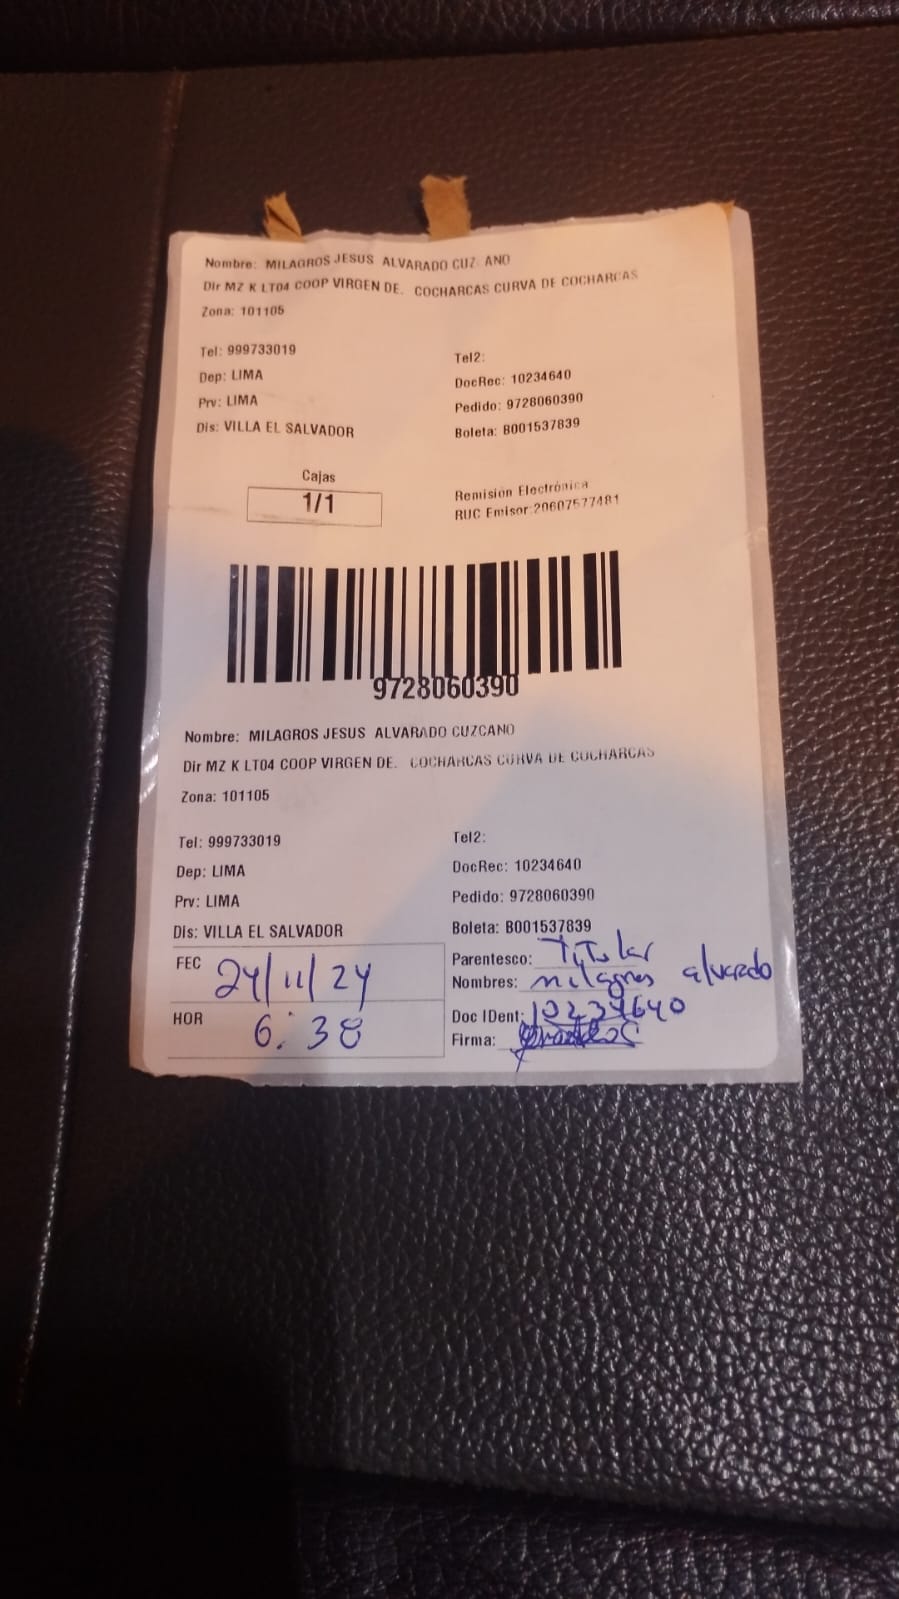 Nombre: MILAGROS JESUS ALVARADO CUZ ANO
Dir MZ K LT04 COOP VIRGEN DE. COCHARCAS CURVA DE COCHARCAS
Zona: 101105
Tel: 999733019
Tel2:
Dep: LIMA
DocRec: 10234640
Prv: LIMA
Pedido: 9728060390
Dis: VILLA EL SALVADOR
Boleta: B001537839
Cajas
1/1
Remisión Electrónica
RUC Emisor:20607577481
9728060390
Nombre: MILAGROS JESUS ALVARADO CUZCANO
Dir MZ K LT04 COOP VIRGEN DE. COCHARCAS CURVA DE COCHARCAS
Zona: 101105
Tel: 999733019
Tel2:
Dep: LIMA
DocRec: 10234640
Prv: LIMA
Pedido: 9728060390
Dis: VILLA EL SALVADOR
Boleta: B001537839
FEC 24/11/24
Parentesco: Titular
Nombres: milagros alvarado
HOR 6:38
Doc IDent: 10234640
Firma: